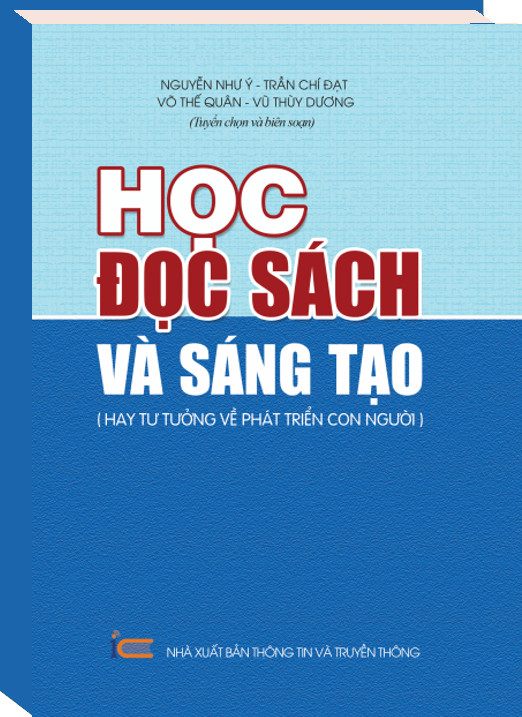 NGUYỄN NHƯ Ý - TRẦN CHÍ ĐẠT
VÕ THẾ QUÂN - VŨ THÙY DƯƠNG
(Tuyển chọn và biên soạn)
HỌC
ĐỌC SÁCH
VÀ SÁNG TẠO
( HAY TƯ TƯỞNG VỀ PHÁT TRIỂN CON NGƯỜI )
NHÀ XUẤT BẢN THÔNG TIN VÀ TRUYỀN THÔNG